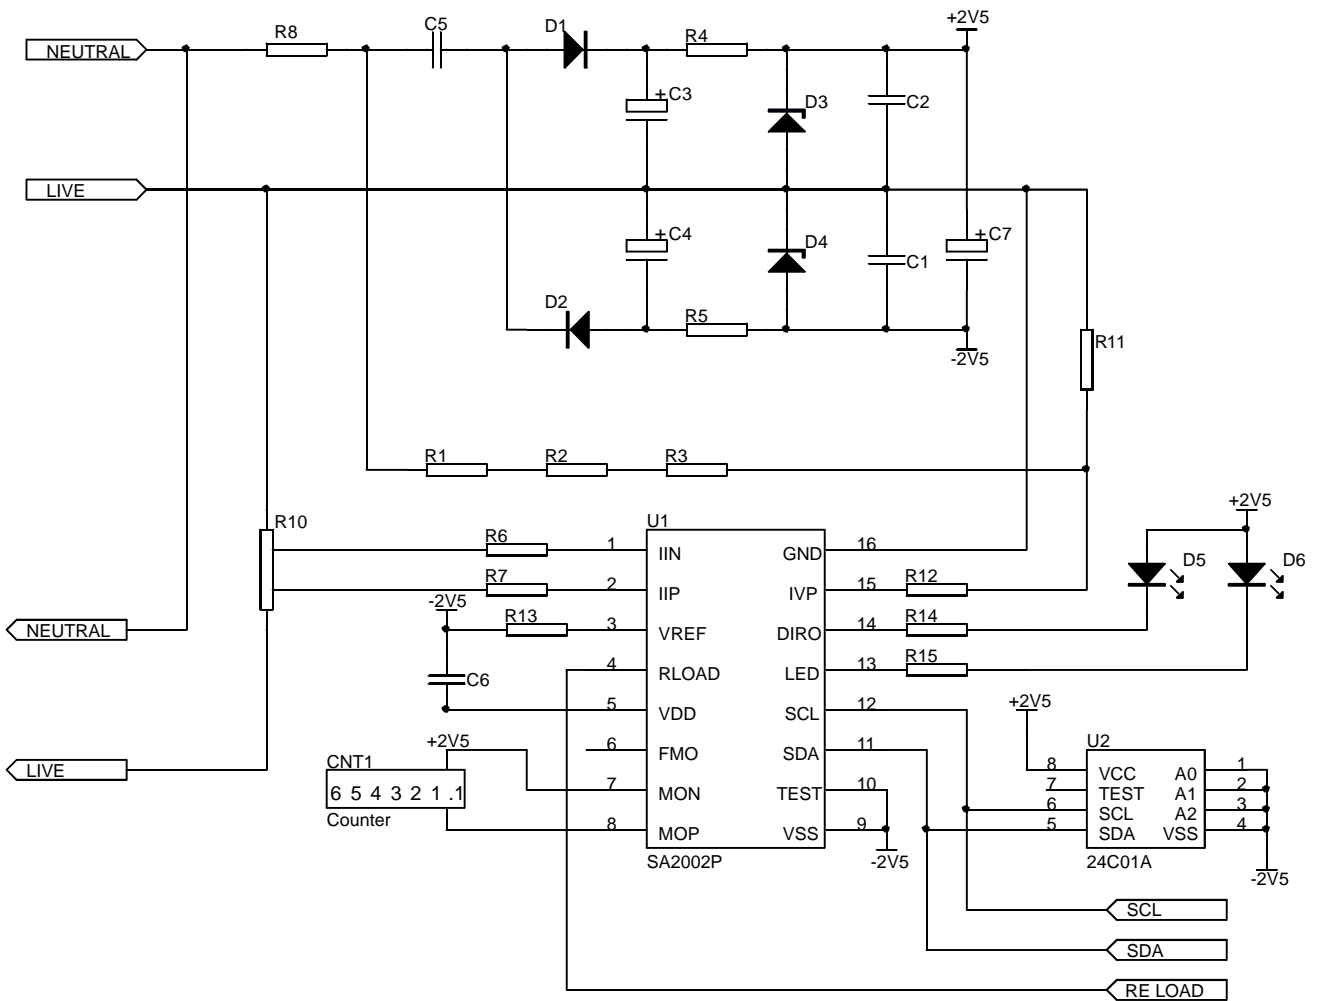 +2V5
R8
C5
D1
R4
NEUTRAL
+C3
D3
C2
LIVE
+C4
D4
+C7
C1
D2
R5
-2V5
R11
R1
R2
R3
+2V5
R10
U1
R6
1
IIN
GND
16
D5
D6
R7
2
IIP
IVP
15
R12
-2V5
NEUTRAL
R13
3
VREF
DIRO
14
R14
C6
4
RLOAD
LED
13
R15
5
VDD
SCL
12
+2V5
+2V5
6
FMO
SDA
11
U2
LIVE
CNT1
8
VCC
A0
1
6 5 4 3 2 1 .1
7
MON
TEST
10
7
TEST
A1
2
6
SCL
A2
3
Counter
8
MOP
VSS
9
5
SDA
VSS
4
SA2002P
-2V5
24C01A
-2V5
SCL
SDA
RE LOAD